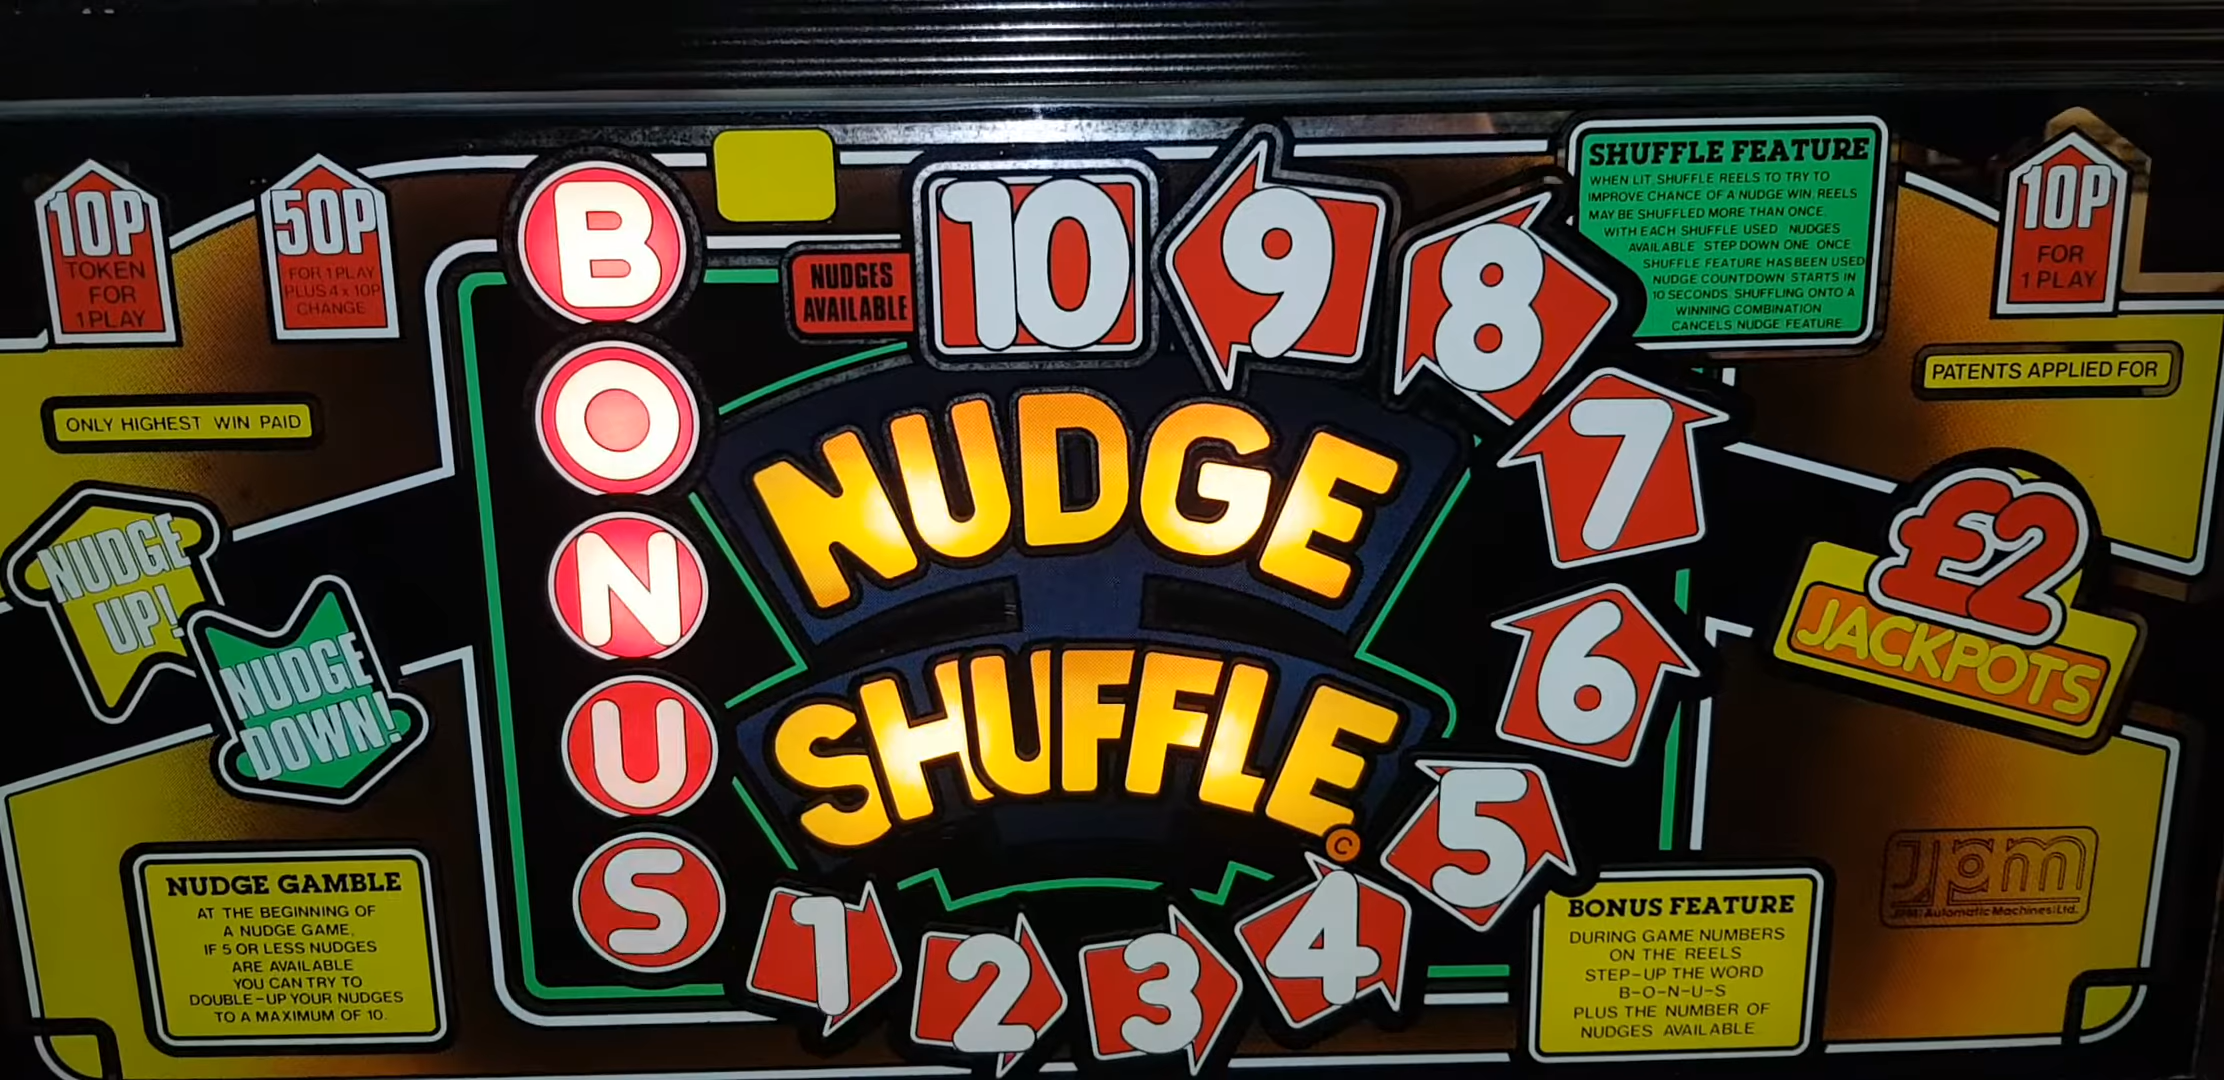 10P
TOKEN
FOR
1 PLAY
50P
FOR 1 PLAY
PLUS 4 x 10P
CHANGE
ONLY HIGHEST WIN PAID
NUDGE
UP!
NUDGE
DOWN!
NUDGE GAMBLE
AT THE BEGINNING OF
A NUDGE GAME,
IF 5 OR LESS NUDGES
ARE AVAILABLE
YOU CAN TRY TO
DOUBLE-UP YOUR NUDGES
TO A MAXIMUM OF 10.
B
O
N
U
S
NUDGES
AVAILABLE
10
9
8
7
6
5
4
3
2
1
NUDGE
SHUFFLE
©
SHUFFLE FEATURE
WHEN LIT, SHUFFLE REELS TO TRY TO
IMPROVE CHANCE OF A NUDGE WIN. REELS
MAY BE SHUFFLED MORE THAN ONCE.
WITH EACH SHUFFLE USED NUDGES
AVAILABLE STEP DOWN ONE. ONCE
SHUFFLE FEATURE HAS BEEN USED
NUDGE COUNTDOWN STARTS IN
10 SECONDS. SHUFFLING ONTO A
WINNING COMBINATION
CANCELS NUDGE FEATURE.
10P
FOR
1 PLAY
PATENTS APPLIED FOR
£2
JACKPOTS
jpm
JPM Automatic Machines Ltd.
BONUS FEATURE
DURING GAME NUMBERS
ON THE REELS
STEP-UP THE WORD
B-O-N-U-S
PLUS THE NUMBER OF
NUDGES AVAILABLE